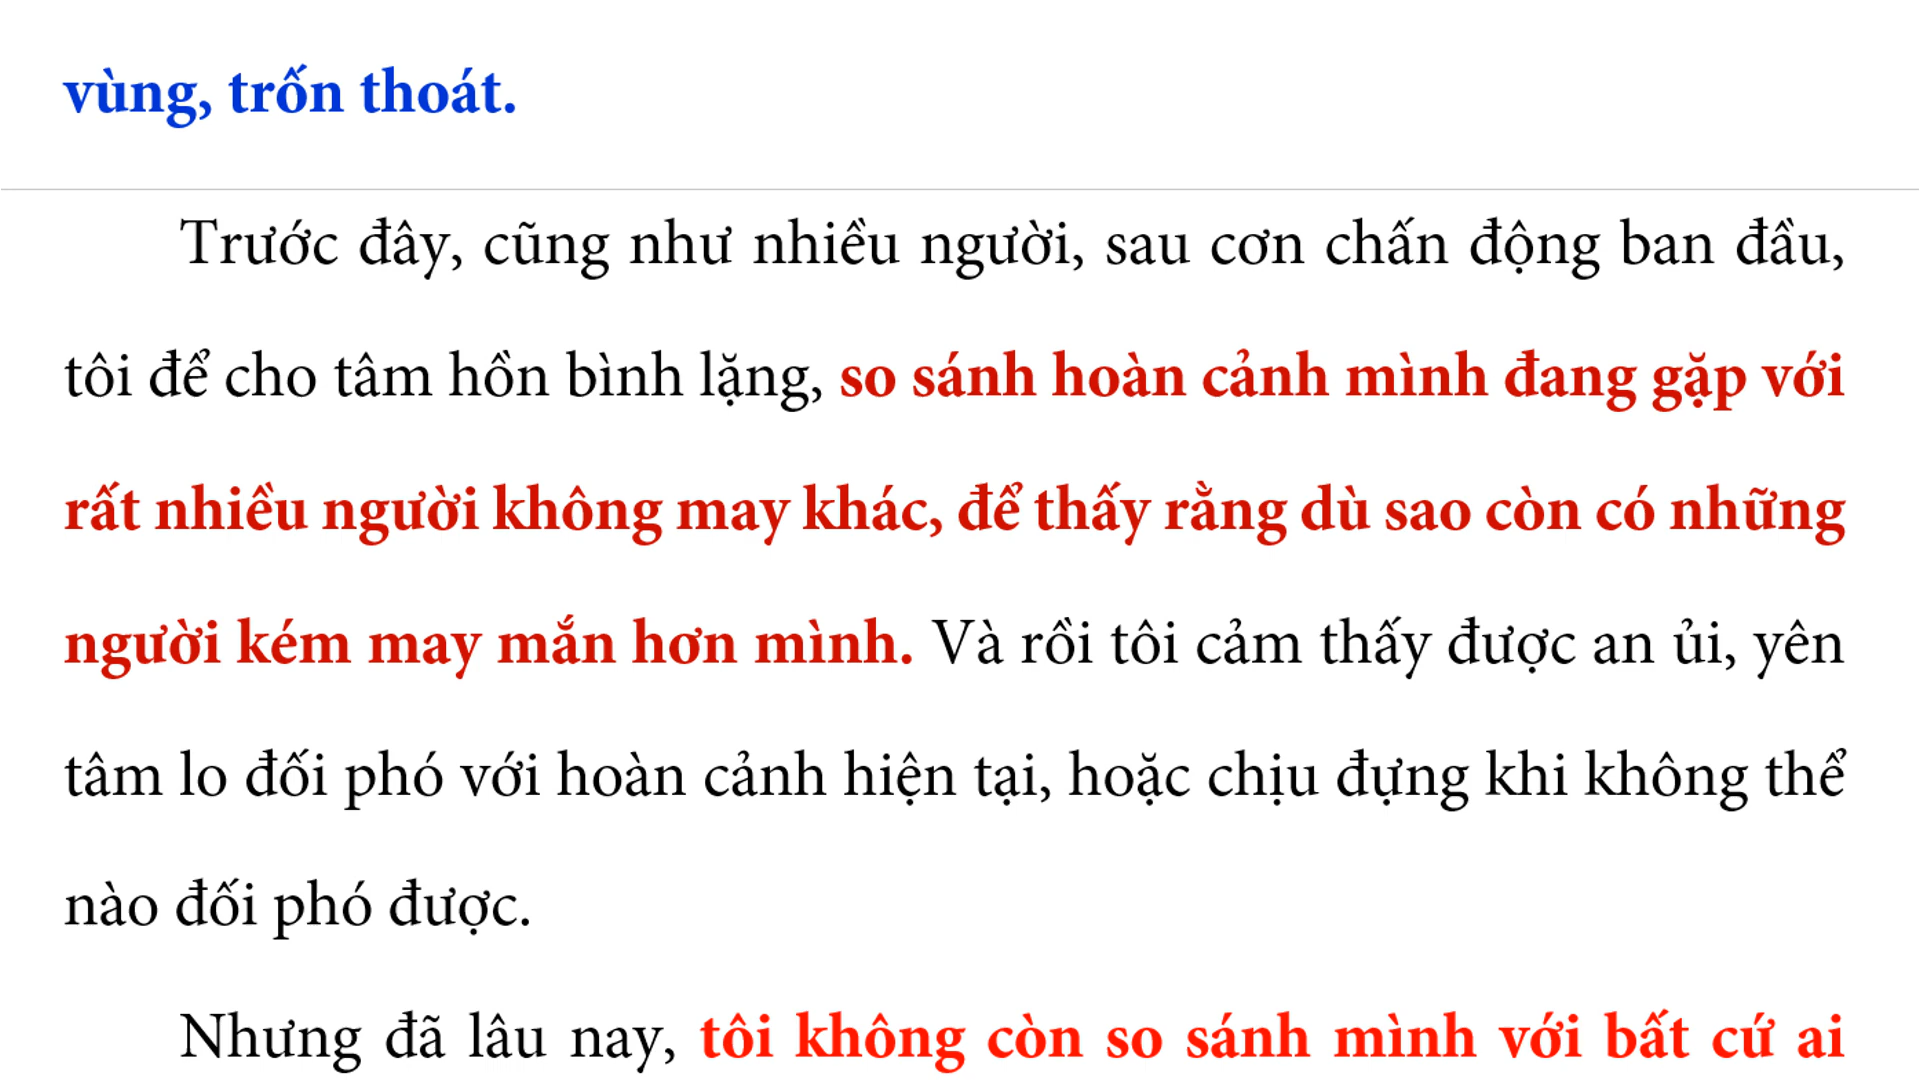 vùng, trốn thoát.
Trước đây, cũng như nhiều người, sau cơn chấn động ban đầu,
tôi để cho tâm hồn bình lặng, so sánh hoàn cảnh mình đang gặp với
rất nhiều người không may khác, để thấy rằng dù sao còn có những
người kém may mắn hơn mình. Và rồi tôi cảm thấy được an ủi, yên
tâm lo đối phó với hoàn cảnh hiện tại, hoặc chịu đựng khi không thể
nào đối phó được.
Nhưng đã lâu nay, tôi không còn so sánh mình với bất cứ ai